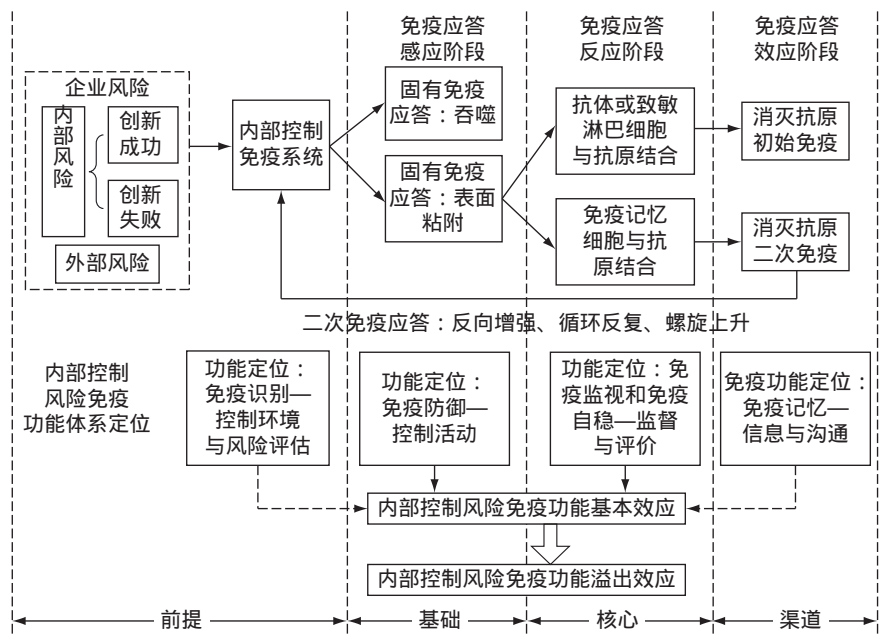 免疫应答
感应阶段
免疫应答
反应阶段
免疫应答
效应阶段
企业风险
内部风险
创新
成功
创新
失败
外部风险
内部控制
免疫系统
固有免疫
应答：吞噬
固有免疫
应答：表面
粘附
抗体或致敏
淋巴细胞
与抗原结合
免疫记忆
细胞与抗
原结合
消灭抗原
初始免疫
消灭抗原
二次免疫
二次免疫应答：反向增强、循环反复、螺旋上升
内部控制
风险免疫
功能体系定位
功能定位：
免疫识别—
控制环境
与风险评估
功能定位：
免疫防御—
控制活动
功能定位：免
疫监视和免疫
自稳—监督
与评价
免疫功能定位：
免疫记忆—
信息与沟通
内部控制风险免疫功能基本效应
内部控制风险免疫功能溢出效应
前提
基础
核心
渠道